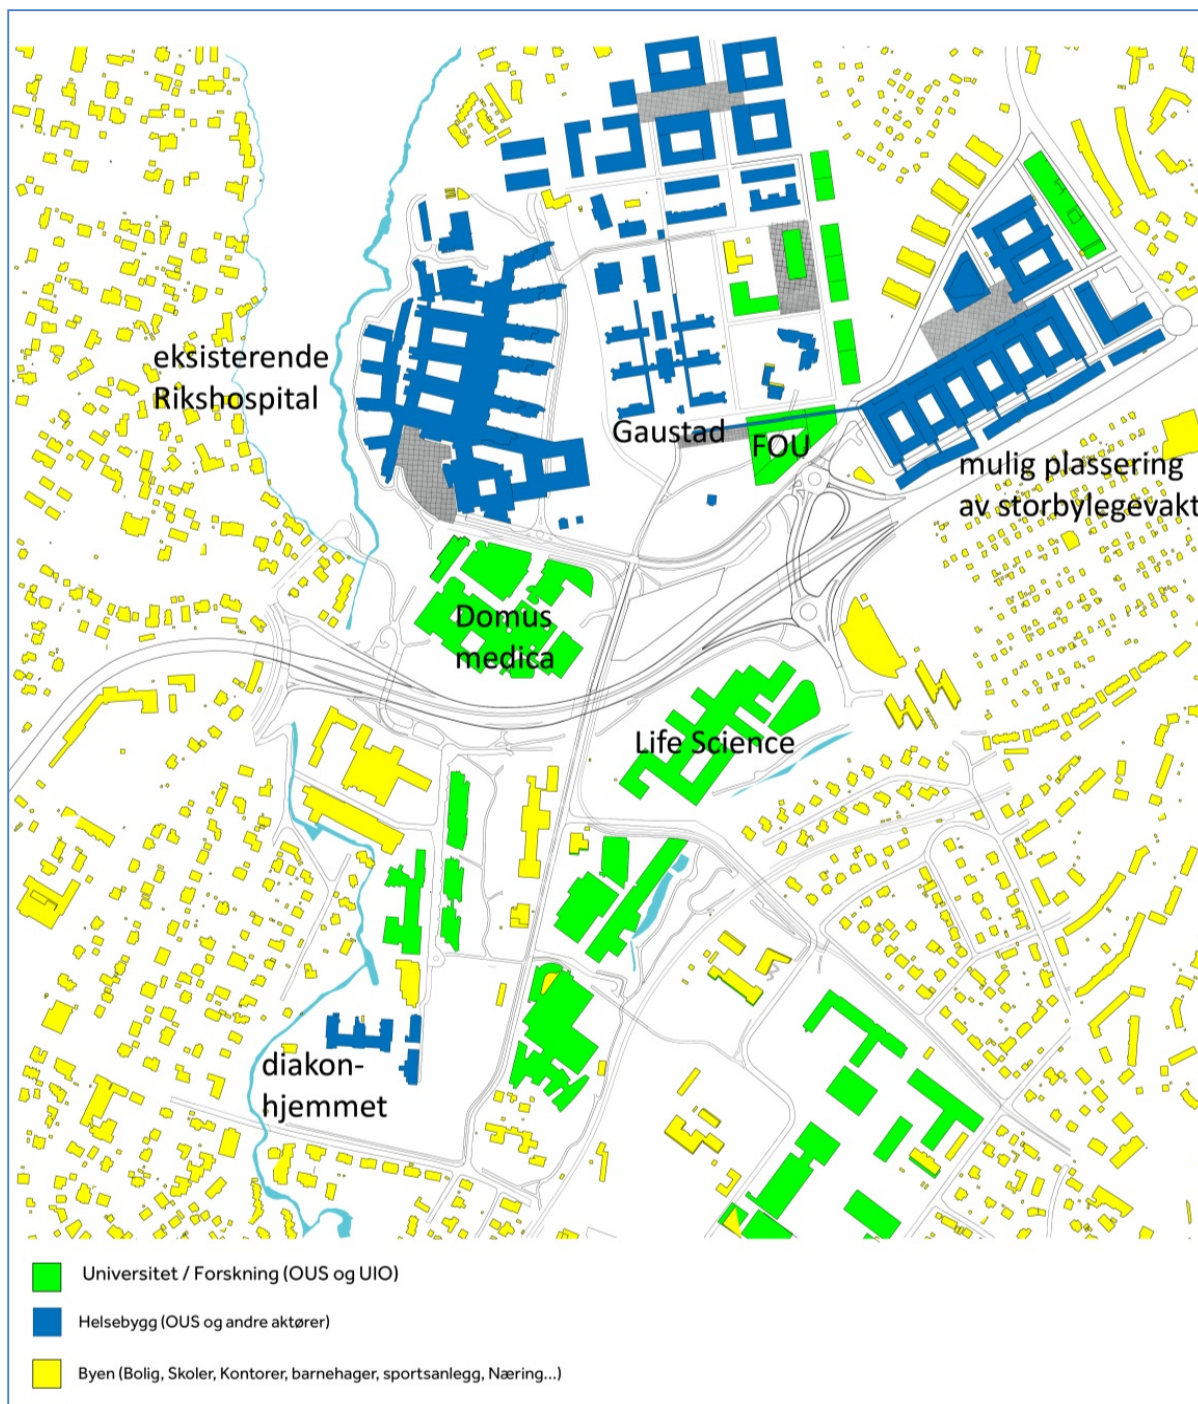 eksisterende
Rikshospital
Gaustad
FOU
mulig plassering
av storbylegevakt
Domus
medica
Life Science
diakon-
hjemmet
Universitet / Forskning (OUS og UIO)
Helsebygg (OUS og andre aktører)
Byen (Bolig, Skoler, Kontorer, barnehager, sportsanlegg, Næring...)